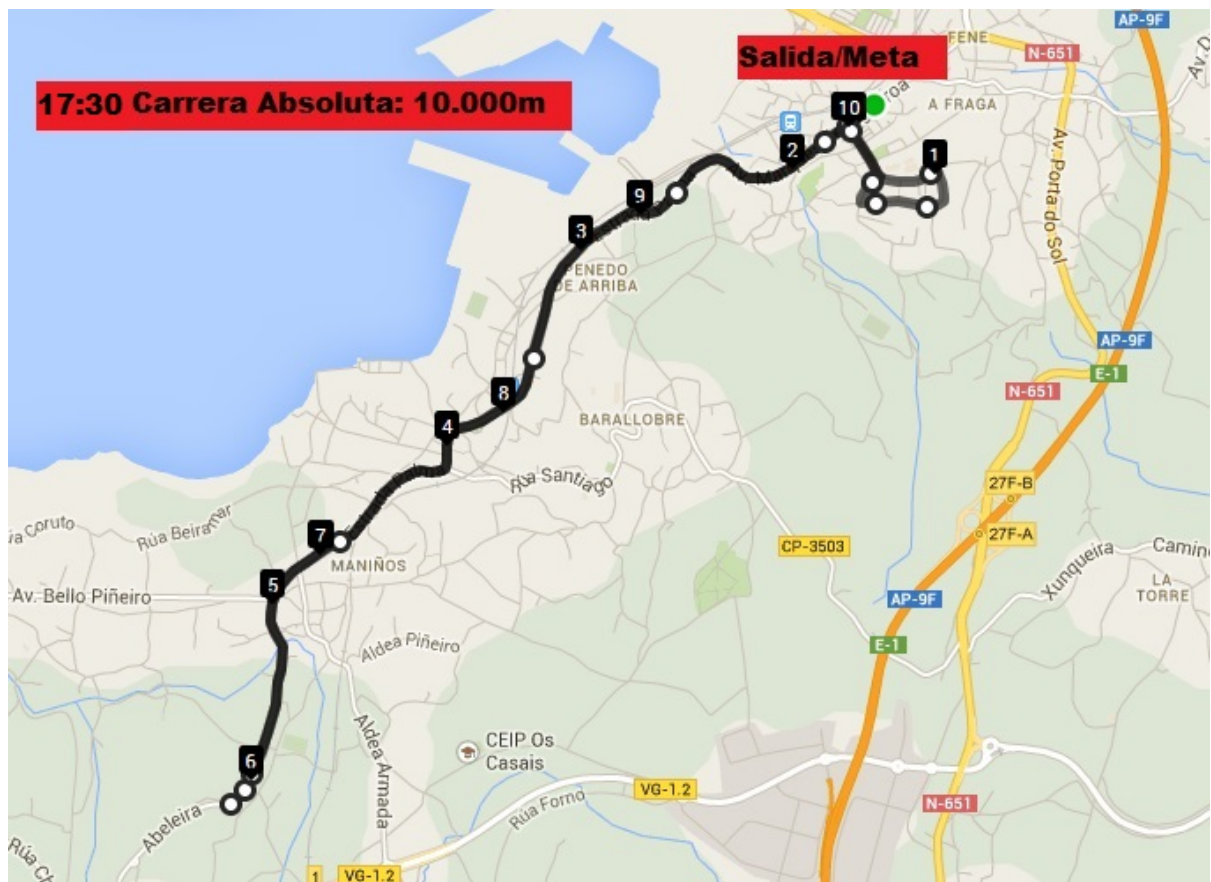 AP-9F
Salida/Meta
FENE
N-651
17:30 Carrera Absoluta: 10.000m
10
A FRAGA
2
1
9
3
Av. Porta do Sol
PENEDO
DE ARRIBA
AP-9F
E-1
8
N-651
4
BARALLOBRE
Rúa Santiago
27F-B
Rúa Beiramar
7
27F-A
CP-3503
Camino
MANIÑOS
5
Xunqueira
LA
TORRE
Av. Bello Piñeiro
AP-9F
Aldea Piñeiro
E-1
6
Aldea Armada
CEIP Os
Casais
VG-1.2
N-651
Rúa Forno
Abeleira
1
VG-1.2